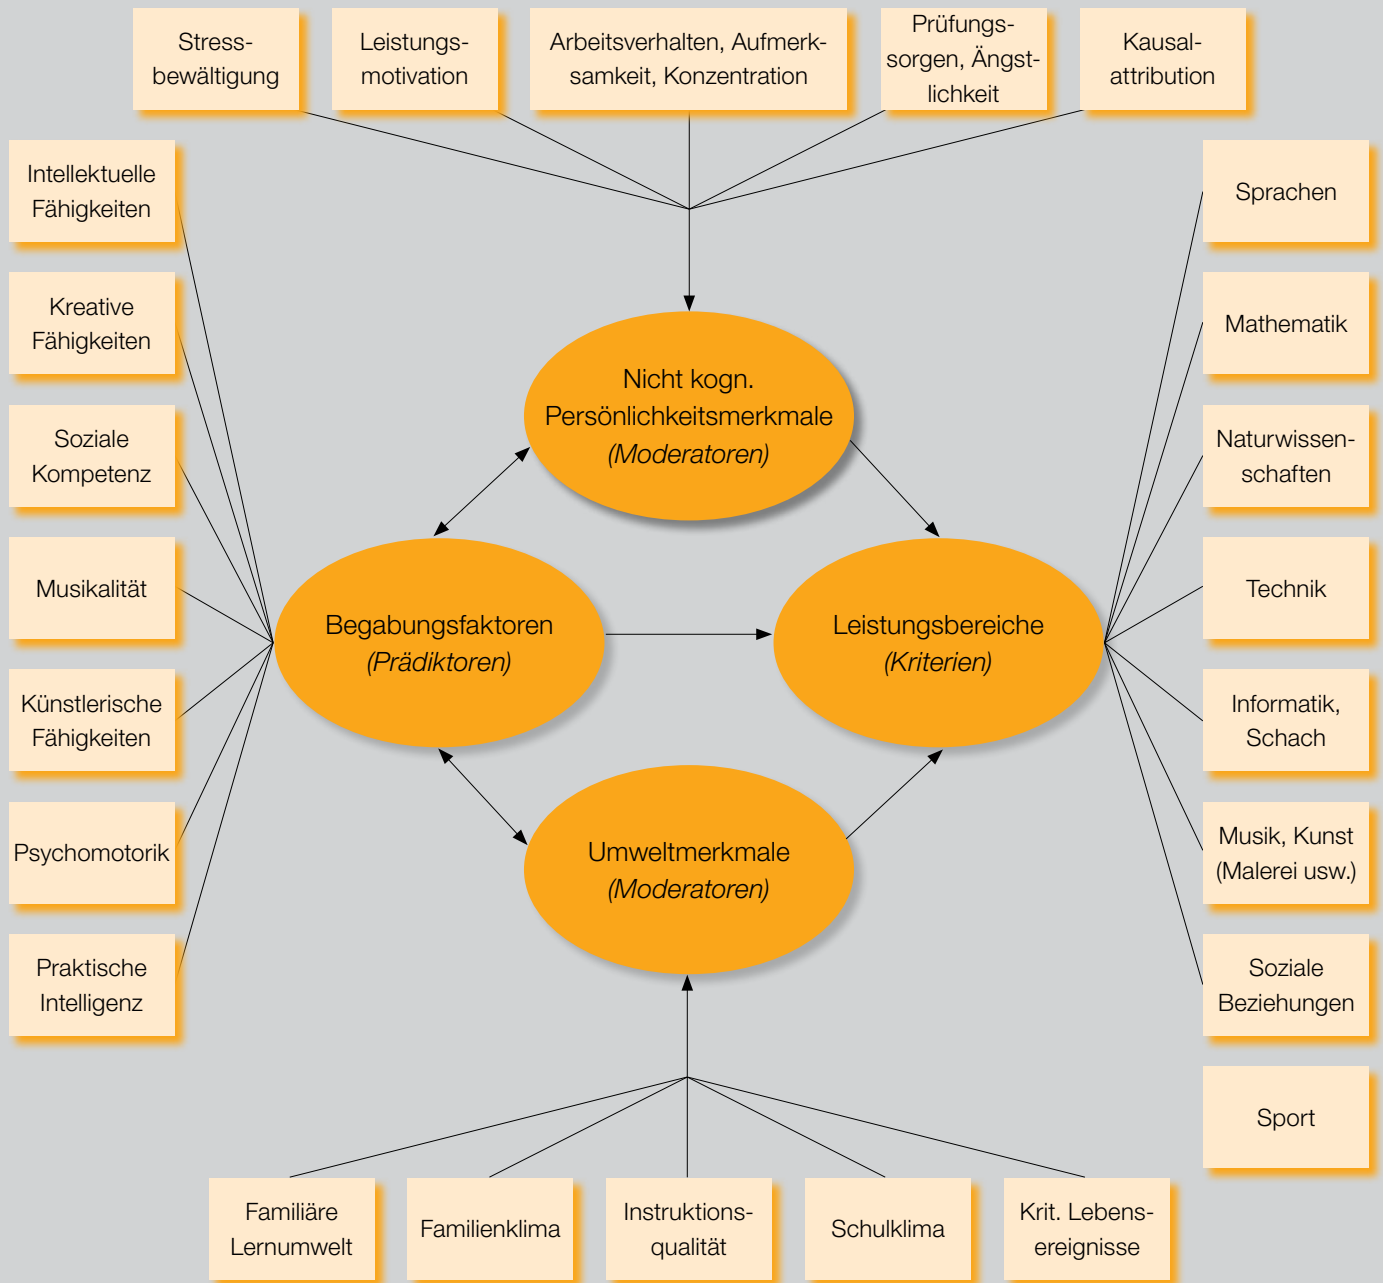 Stress-
bewältigung
Leistungs-
motivation
Arbeitsverhalten, Aufmerk-
samkeit, Konzentration
Prüfungs-
sorgen, Ängst-
lichkeit
Kausal-
attribution
Intellektuelle
Fähigkeiten
Kreative
Fähigkeiten
Soziale
Kompetenz
Musikalität
Künstlerische
Fähigkeiten
Psychomotorik
Praktische
Intelligenz
Nicht kogn.
Persönlichkeitsmerkmale
(Moderatoren)
Begabungsfaktoren
(Prädiktoren)
Leistungsbereiche
(Kriterien)
Umweltmerkmale
(Moderatoren)
Sprachen
Mathematik
Naturwissen-
schaften
Technik
Informatik,
Schach
Musik, Kunst
(Malerei usw.)
Soziale
Beziehungen
Sport
Familiäre
Lernumwelt
Familienklima
Instruktions-
qualität
Schulklima
Krit. Lebens-
ereignisse